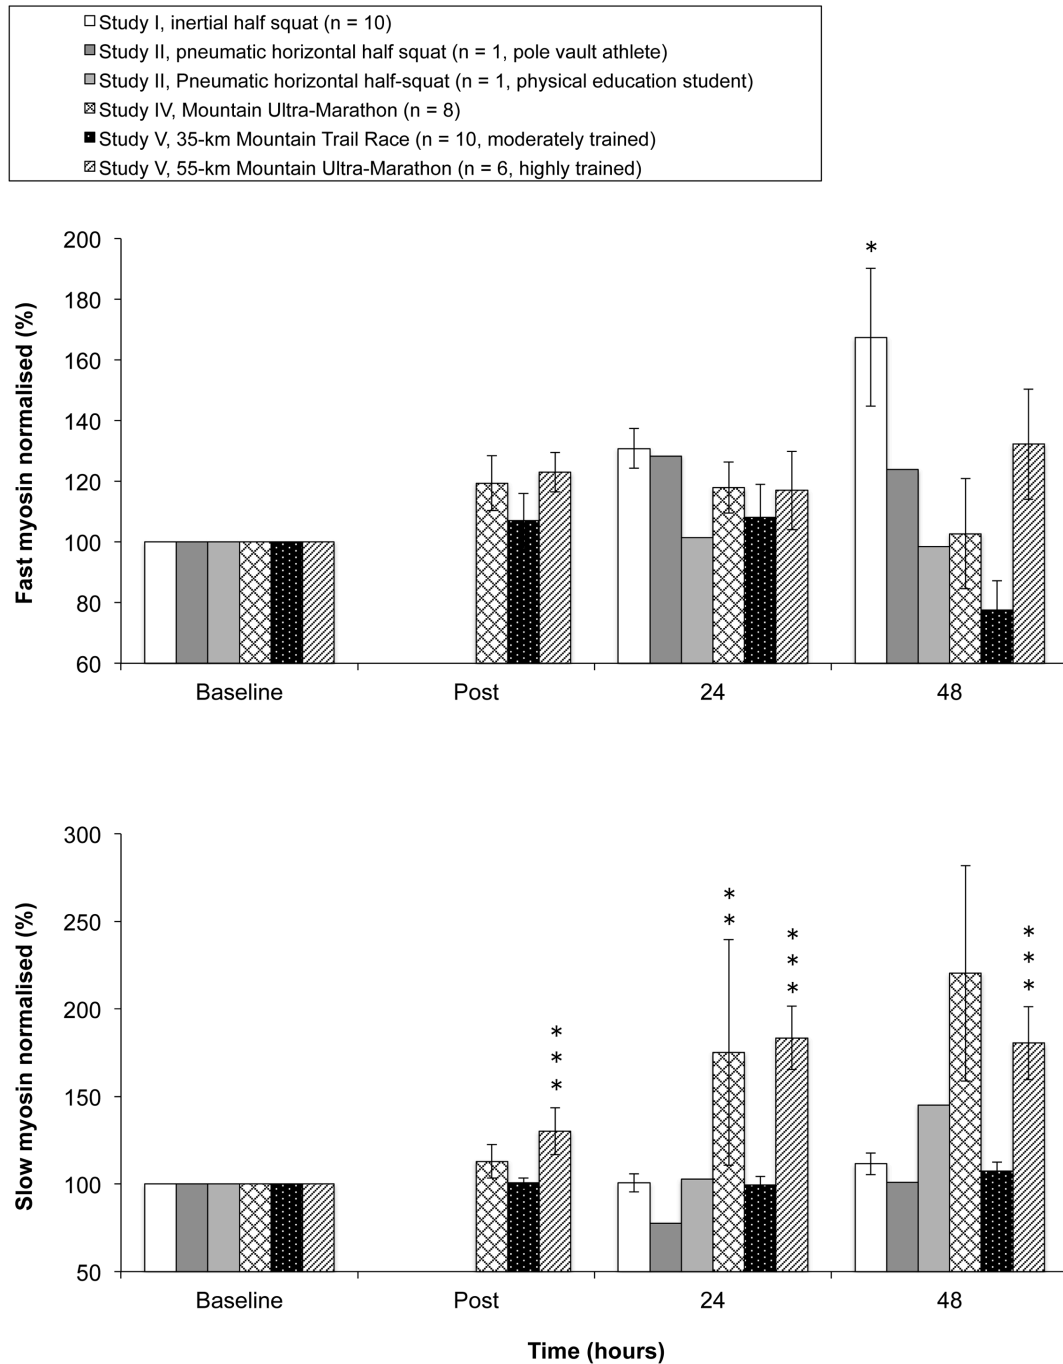 Study I, inertial half squat (n = 10)
Study II, pneumatic horizontal half squat (n = 1, pole vault athlete)
Study II, Pneumatic horizontal half-squat (n = 1, physical education student)
Study IV, Mountain Ultra-Marathon (n = 8)
Study V, 35-km Mountain Trail Race (n = 10, moderately trained)
Study V, 55-km Mountain Ultra-Marathon (n = 6, highly trained)
Fast myosin normalised (%)
200
180
160
140
120
100
80
60
*
Baseline Post 24 48
Slow myosin normalised (%)
300
250
200
150
100
50
* * *
* *
* * *
* * *
Baseline Post 24 48
Time (hours)